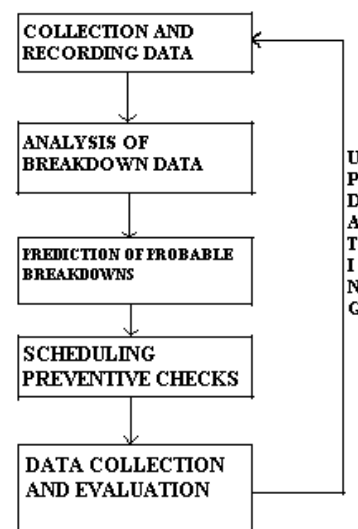 COLLECTION AND
RECORDING DATA
ANALYSIS OF
BREAKDOWN DATA
PREDICTION OF PROBABLE
BREAKDOWNS
SCHEDULING
PREVENTIVE CHECKS
DATA COLLECTION
AND EVALUATION
UPDATING